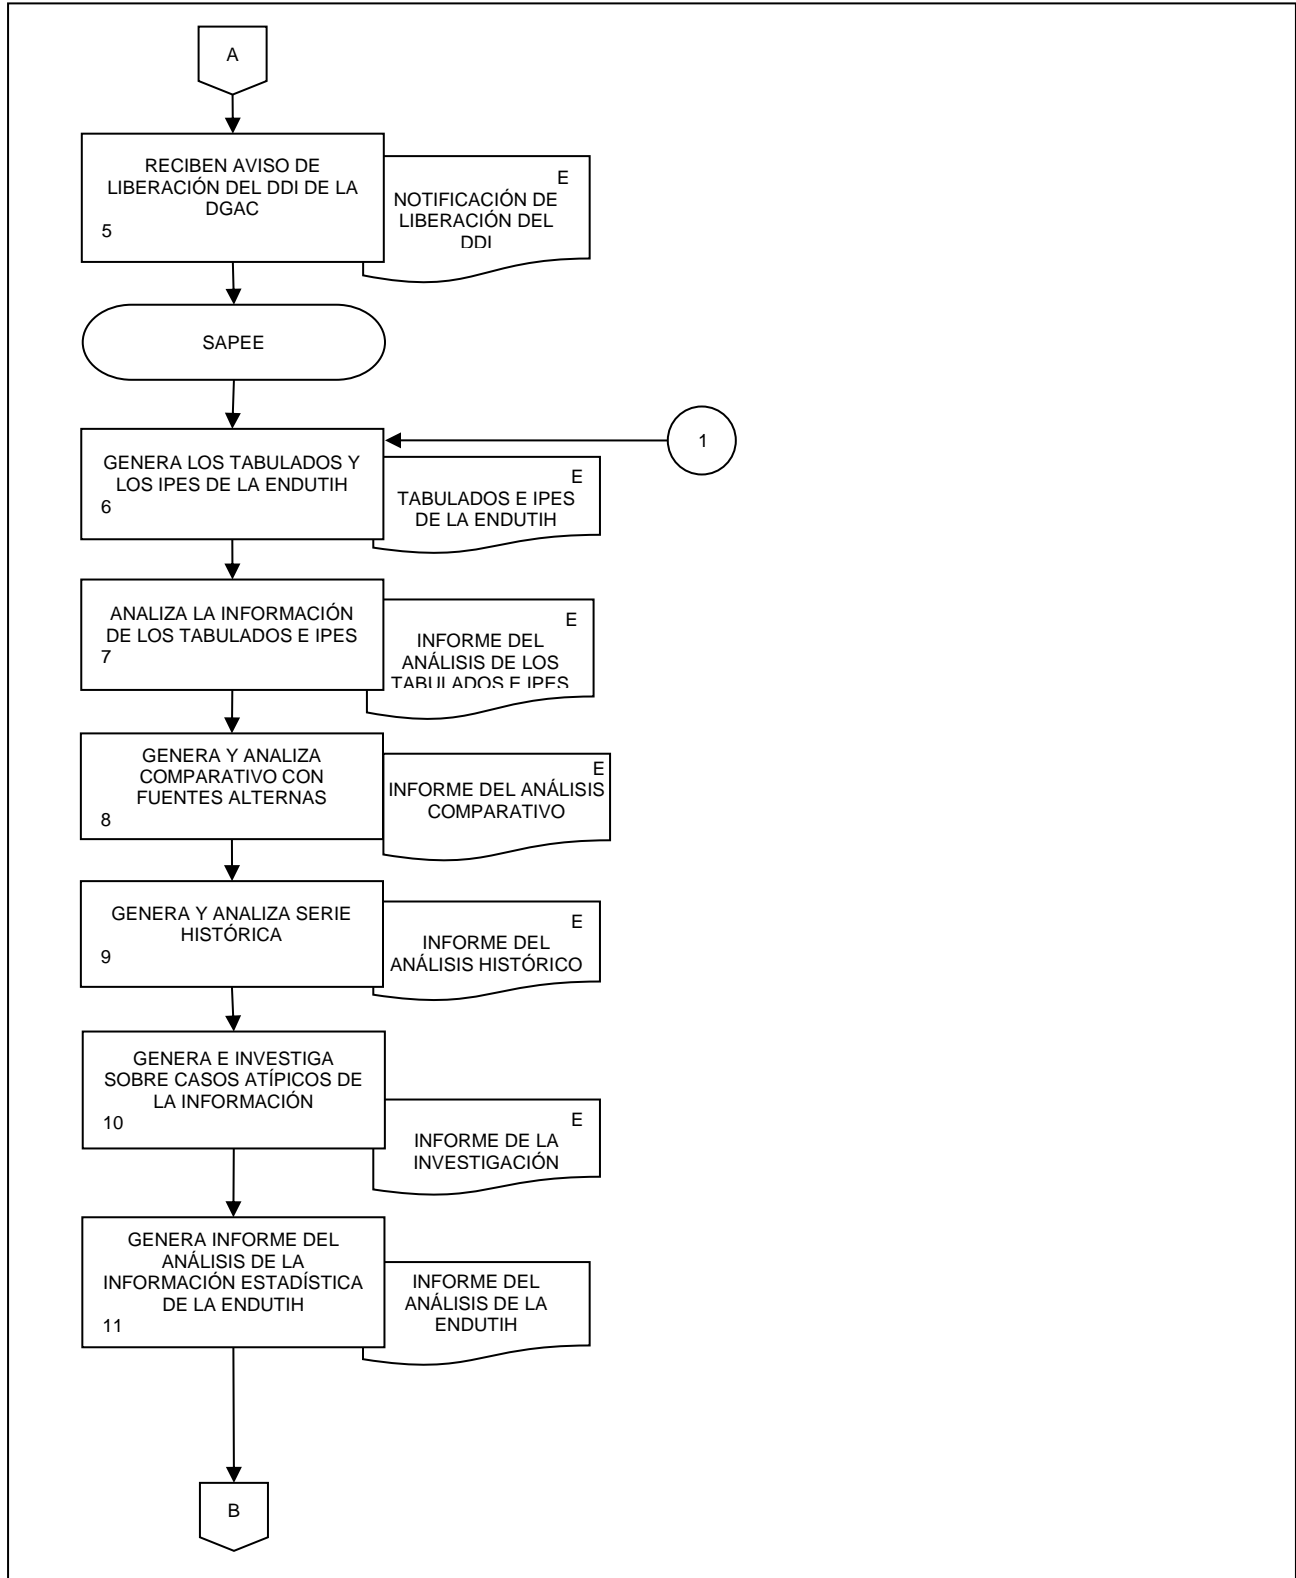 A
RECIBEN AVISO DE
LIBERACIÓN DEL DDI DE LA
DGAC
5
E
NOTIFICACIÓN DE
LIBERACIÓN DEL
DDI
SAPEE
1
GENERA LOS TABULADOS Y
LOS IPES DE LA ENDUTIH
6
E
TABULADOS E IPES
DE LA ENDUTIH
ANALIZA LA INFORMACIÓN
DE LOS TABULADOS E IPES
7
E
INFORME DEL
ANÁLISIS DE LOS
TABULADOS E IPES
GENERA Y ANALIZA
COMPARATIVO CON
FUENTES ALTERNAS
8
E
INFORME DEL ANÁLISIS
COMPARATIVO
GENERA Y ANALIZA SERIE
HISTÓRICA
9
E
INFORME DEL
ANÁLISIS HISTÓRICO
GENERA E INVESTIGA
SOBRE CASOS ATÍPICOS DE
LA INFORMACIÓN
10
E
INFORME DE LA
INVESTIGACIÓN
GENERA INFORME DEL
ANÁLISIS DE LA
INFORMACIÓN ESTADÍSTICA
DE LA ENDUTIH
11
INFORME DEL
ANÁLISIS DE LA
ENDUTIH
B